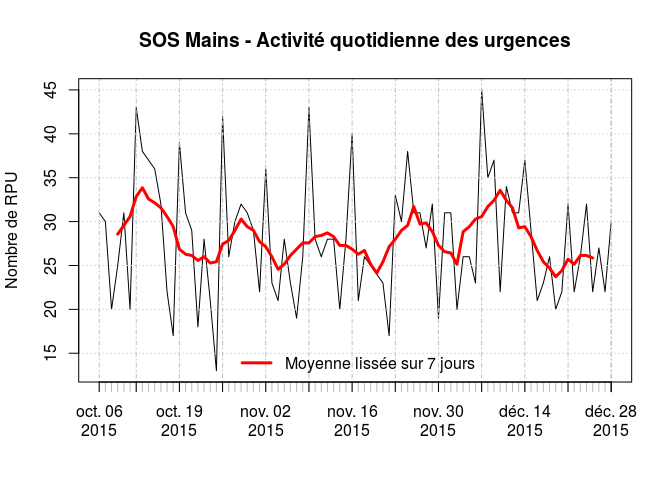 SOS Mains - Activité quotidienne des urgences
Nombre de RPU
45
40
35
30
25
20
15
Moyenne lissée sur 7 jours
oct. 06 oct. 19 nov. 02 nov. 16 nov. 30 déc. 14 déc. 28
2015 2015 2015 2015 2015 2015 2015